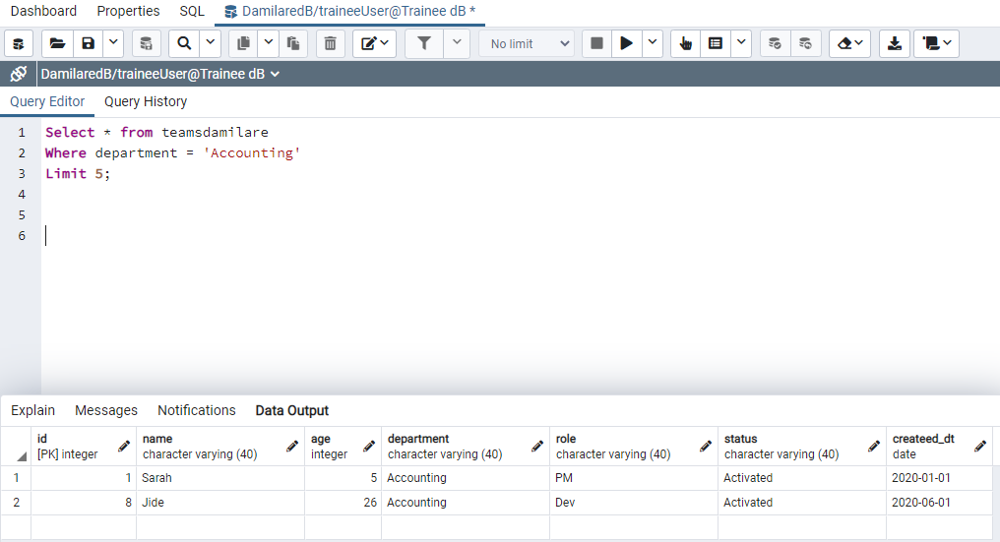 Dashboard Properties SQL DamilaredB/traineeUser@Trainee dB *
No limit
DamilaredB/traineeUser@Trainee dB
Query Editor Query History
1 Select * from teamsdamilare
2 Where department = 'Accounting'
3 Limit 5;
4
5
6
Explain Messages Notifications Data Output
id name age department role status createed_dt
[PK] integer character varying (40) integer character varying (40) character varying (40) character varying (40) date
1 1 Sarah 5 Accounting PM Activated 2020-01-01
2 8 Jide 26 Accounting Dev Activated 2020-06-01